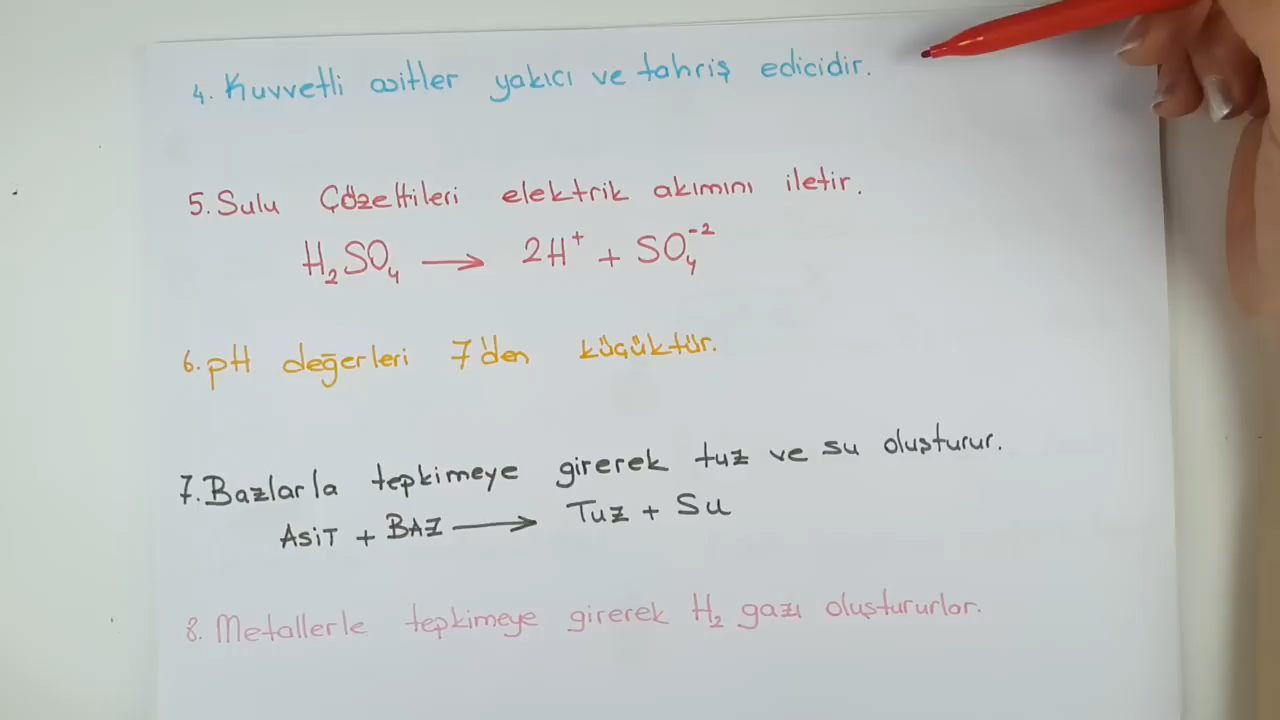 4. Kuvvetli asitler yakıcı ve tahriş edicidir.
5. Sulu Çözeltileri elektrik akımını iletir.
H₂SO₄ → 2H⁺ + SO₄⁻²
6. pH değerleri 7'den küçüktür.
7. Bazlarla tepkimeye girerek tuz ve su oluşturur.
ASİT + BAZ → Tuz + Su
8. Metallerle tepkimeye girerek H₂ gazı oluştururlar.